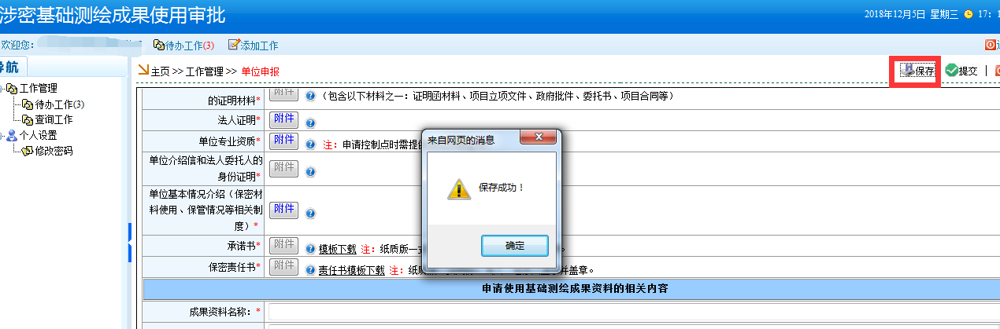 涉密基础测绘成果使用审批
2018年12月5日 星期三 17: 1
欢迎您:
待办工作(3) 添加工作
导航
工作管理
待办工作(3)
查询工作
个人设置
修改密码
主页 >> 工作管理 >> 单位申报
保存 提交
的证明材料* 附件 (包含以下材料之一:证明函材料、项目立项文件、政府批件、委托书、项目合同等)
法人证明* 附件
单位专业资质* 附件 注:申请控制点时需提
单位介绍信和法人委托人的
身份证明* 附件
单位基本情况介绍(保密材
料使用、保管情况等相关制
度)* 附件
承诺书* 附件 模板下载 注:纸质版一
保密责任书* 附件 责任书模板下载 注:纸质 并盖章。
申请使用基础测绘成果资料的相关内容
成果资料名称:*
来自网页的消息
保存成功!
确定